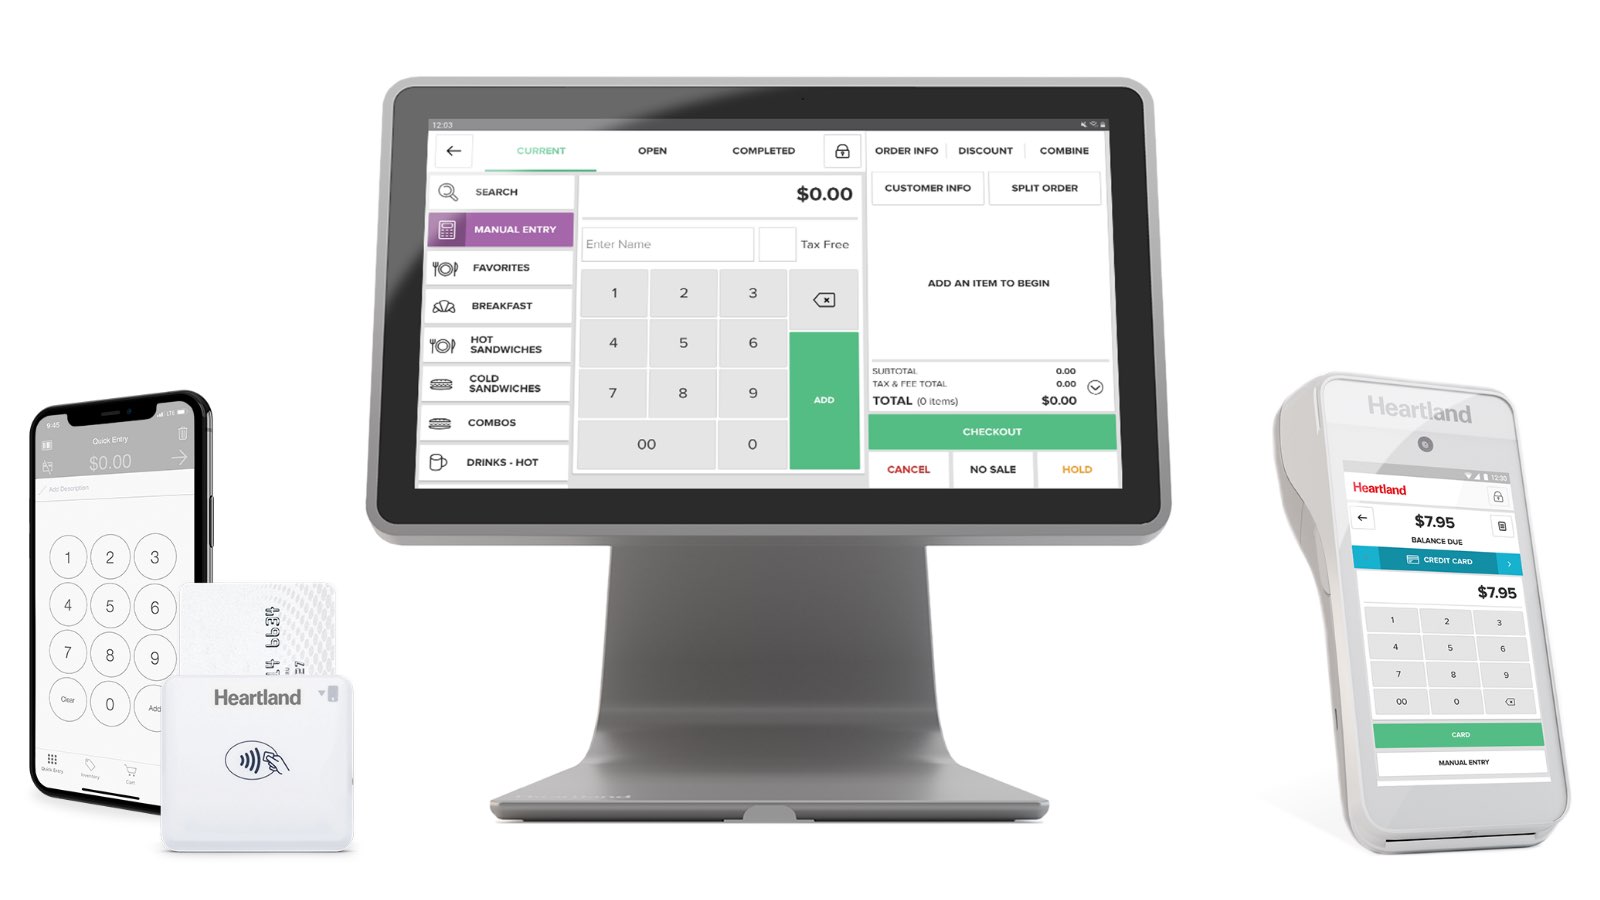 9:45
LTE
Quick Entry
$0.00
Add Description
1 2 3
4 5 6
7 8 9
Clear 0 Add
Quick Entry Inventory Cart
6634
Heartland
12:03
CURRENT OPEN COMPLETED
SEARCH
MANUAL ENTRY
FAVORITES
BREAKFAST
HOT
SANDWICHES
COLD
SANDWICHES
COMBOS
DRINKS - HOT
$0.00
Enter Name Tax Free
1 2 3
4 5 6
7 8 9
00 0
ADD
ORDER INFO DISCOUNT COMBINE
CUSTOMER INFO SPLIT ORDER
ADD AN ITEM TO BEGIN
SUBTOTAL 0.00
TAX & FEE TOTAL 0.00
TOTAL (0 items) $0.00
CHECKOUT
CANCEL NO SALE HOLD
Heartland
12:30
Heartland
$7.95
BALANCE DUE
CREDIT CARD
$7.95
1 2 3
4 5 6
7 8 9
00 0
CARD
MANUAL ENTRY